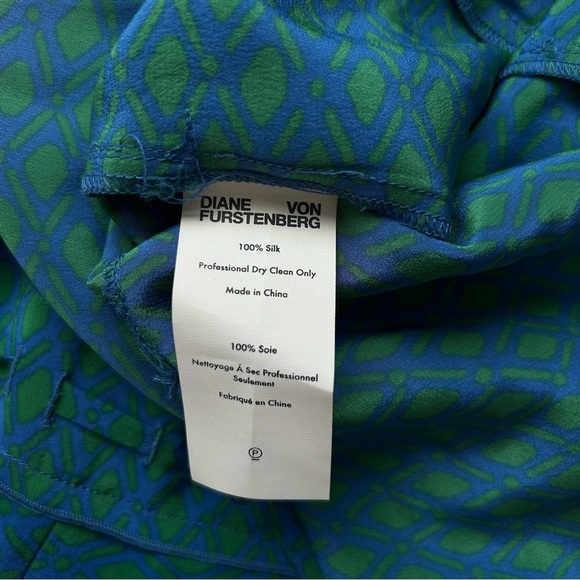 DIANE VON
FURSTENBERG
100% Silk
Professional Dry Clean Only
Made in China
100% Soie
Nettoyage Á Sec Professionnel
Seulement
Fabriqué en Chine
P